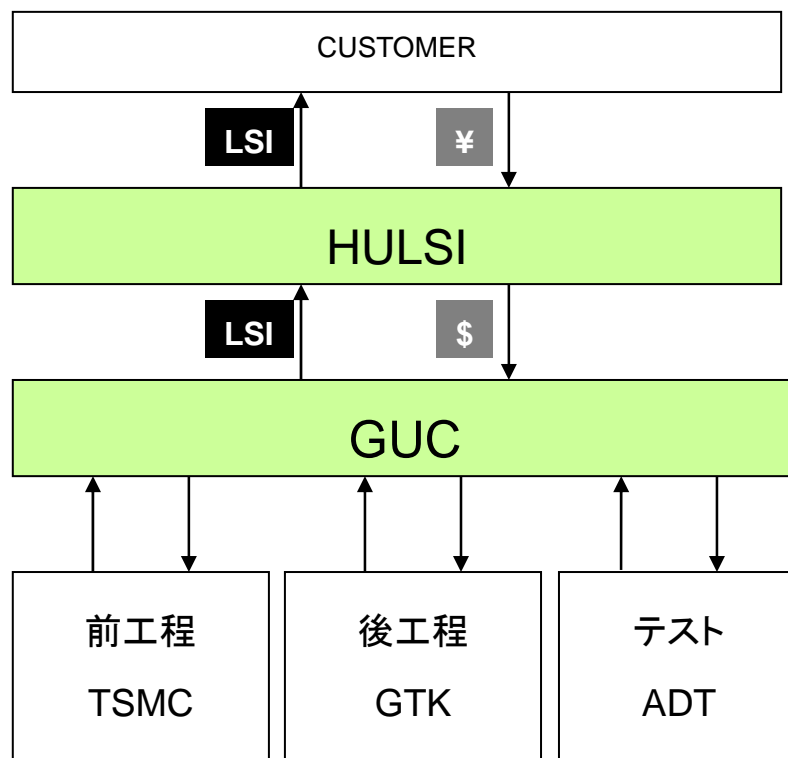 CUSTOMER
LSI ¥
HULSI
LSI $
GUC
前工程 後工程 テスト
TSMC GTK ADT